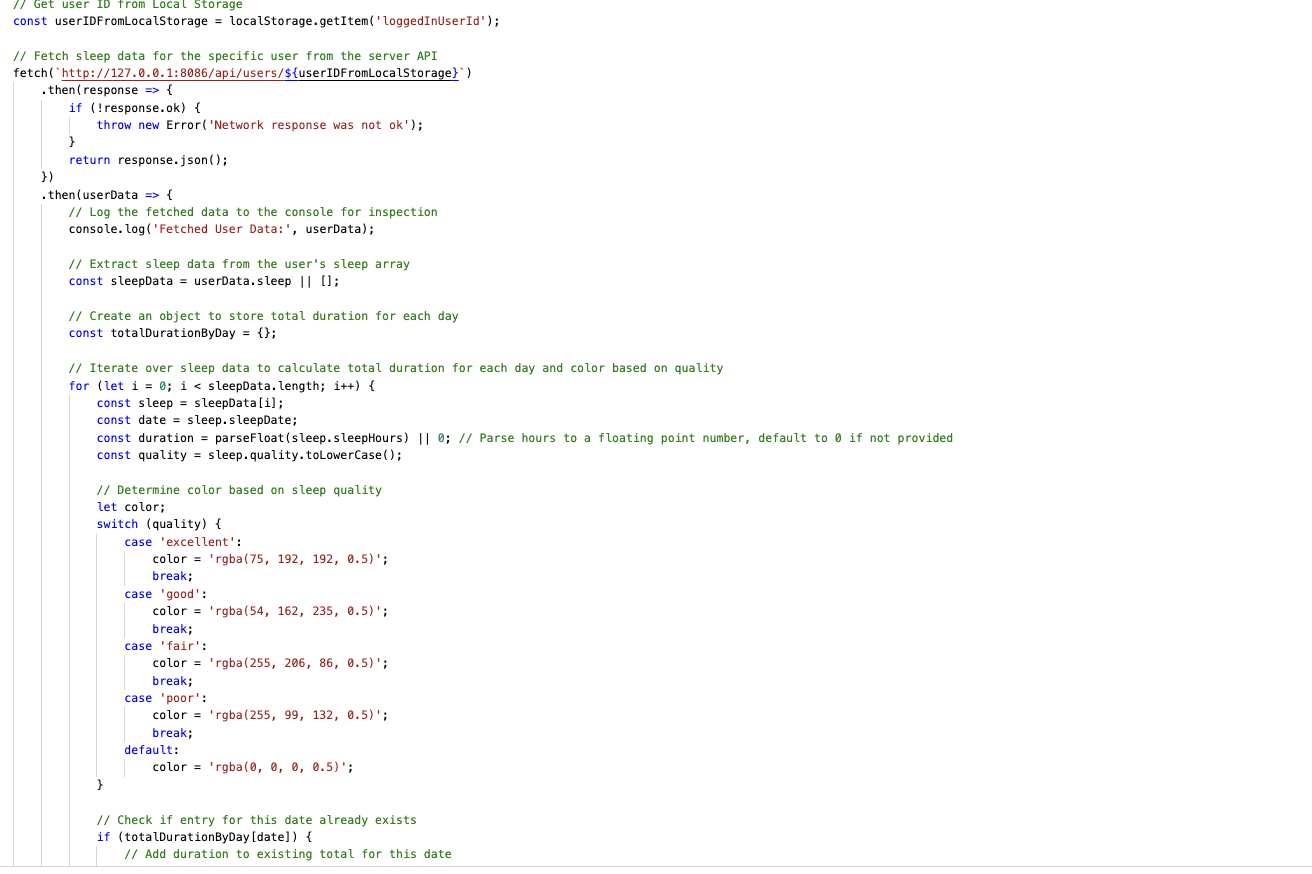 // Get user ID from Local Storage
const userIDFromLocalStorage = localStorage.getItem('loggedInUserId');
// Fetch sleep data for the specific user from the server API
fetch(`http://127.0.0.1:8086/api/users/${userIDFromLocalStorage}`)
.then(response => {
if (!response.ok) {
throw new Error('Network response was not ok');
}
return response.json();
})
.then(userData => {
// Log the fetched data to the console for inspection
console.log('Fetched User Data:', userData);
// Extract sleep data from the user's sleep array
const sleepData = userData.sleep || [];
// Create an object to store total duration for each day
const totalDurationByDay = {};
// Iterate over sleep data to calculate total duration for each day and color based on quality
for (let i = 0; i < sleepData.length; i++) {
const sleep = sleepData[i];
const date = sleep.sleepDate;
const duration = parseFloat(sleep.sleepHours) || 0; // Parse hours to a floating point number, default to 0 if not provided
const quality = sleep.quality.toLowerCase();
// Determine color based on sleep quality
let color;
switch (quality) {
case 'excellent':
color = 'rgba(75, 192, 192, 0.5)';
break;
case 'good':
color = 'rgba(54, 162, 235, 0.5)';
break;
case 'fair':
color = 'rgba(255, 206, 86, 0.5)';
break;
case 'poor':
color = 'rgba(255, 99, 132, 0.5)';
break;
default:
color = 'rgba(0, 0, 0, 0.5)';
}
// Check if entry for this date already exists
if (totalDurationByDay[date]) {
// Add duration to existing total for this date